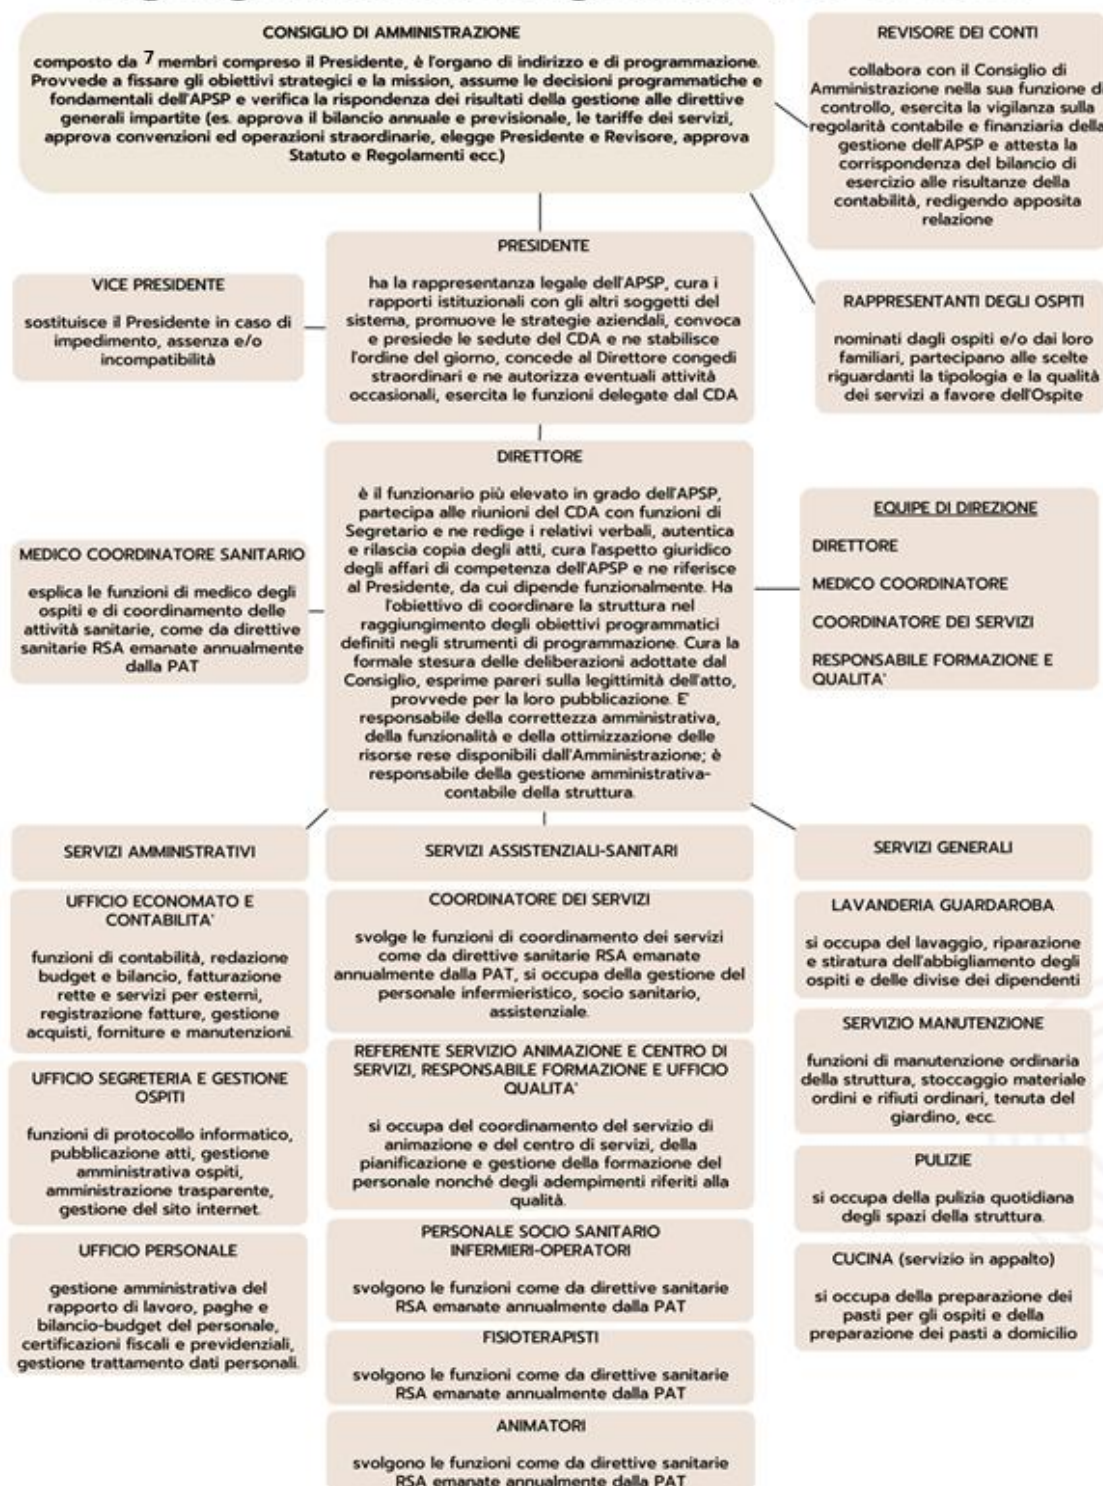 CONSIGLIO DI AMMINISTRAZIONE
composto da 7 membri compreso il Presidente, è l'organo di indirizzo e di programmazione.
Provvede a fissare gli obiettivi strategici e la mission, assume le decisioni programmatiche e
fondamentali dell'APSP e verifica la rispondenza dei risultati della gestione alle direttive
generali impartite (es. approva il bilancio annuale e previsionale, le tariffe dei servizi,
approva convenzioni ed operazioni straordinarie, elegge Presidente e Revisore, approva
Statuto e Regolamenti ecc.)
REVISORE DEI CONTI
collabora con il Consiglio di
Amministrazione nella sua funzione di
controllo, esercita la vigilanza sulla
regolarità contabile e finanziaria della
gestione dell'APSP e attesta la
corrispondenza del bilancio di
esercizio alle risultanze della
contabilità, redigendo apposita
relazione
PRESIDENTE
ha la rappresentanza legale dell'APSP, cura i
rapporti istituzionali con gli altri soggetti del
sistema, promuove le strategie aziendali, convoca
e presiede le sedute del CDA e ne stabilisce
l'ordine del giorno, concede al Direttore congedi
straordinari e ne autorizza eventuali attività
occasionali, esercita le funzioni delegate dal CDA
VICE PRESIDENTE
sostituisce il Presidente in caso di
impedimento, assenza e/o
incompatibilità
RAPPRESENTANTI DEGLI OSPITI
nominati dagli ospiti e/o dai loro
familiari, partecipano alle scelte
riguardanti la tipologia e la qualità
dei servizi a favore dell'Ospite
DIRETTORE
è il funzionario più elevato in grado dell'APSP,
partecipa alle riunioni del CDA con funzioni di
Segretario e ne redige i relativi verbali, autentica
e rilascia copia degli atti, cura l'aspetto giuridico
degli affari di competenza dell'APSP e ne riferisce
al Presidente, da cui dipende funzionalmente. Ha
l'obiettivo di coordinare la struttura nel
raggiungimento degli obiettivi programmatici
definiti negli strumenti di programmazione. Cura la
formale stesura delle deliberazioni adottate dal
Consiglio, esprime pareri sulla legittimità dell'atto,
provvede per la loro pubblicazione. E'
responsabile della correttezza amministrativa,
della funzionalità e della ottimizzazione delle
risorse rese disponibili dall'Amministrazione; è
responsabile della gestione amministrativa-
contabile della struttura.
MEDICO COORDINATORE SANITARIO
esplica le funzioni di medico degli
ospiti e di coordinamento delle
attività sanitarie, come da direttive
sanitarie RSA emanate annualmente
dalla PAT
EQUIPE DI DIREZIONE
DIRETTORE
MEDICO COORDINATORE
COORDINATORE DEI SERVIZI
RESPONSABILE FORMAZIONE E
QUALITA'
SERVIZI AMMINISTRATIVI
UFFICIO ECONOMATO E
CONTABILITA'
funzioni di contabilità, redazione
budget e bilancio, fatturazione
rette e servizi per esterni,
registrazione fatture, gestione
acquisti, forniture e manutenzioni.
UFFICIO SEGRETERIA E GESTIONE
OSPITI
funzioni di protocollo informatico,
pubblicazione atti, gestione
amministrativa ospiti,
amministrazione trasparente,
gestione del sito internet.
UFFICIO PERSONALE
gestione amministrativa del
rapporto di lavoro, paghe e
bilancio-budget del personale,
certificazioni fiscali e previdenziali,
gestione trattamento dati personali.
SERVIZI ASSISTENZIALI-SANITARI
COORDINATORE DEI SERVIZI
svolge le funzioni di coordinamento dei servizi
come da direttive sanitarie RSA emanate
annualmente dalla PAT, si occupa della gestione del
personale infermieristico, socio sanitario,
assistenziale.
REFERENTE SERVIZIO ANIMAZIONE E CENTRO DI
SERVIZI, RESPONSABILE FORMAZIONE E UFFICIO
QUALITA'
si occupa del coordinamento del servizio di
animazione e del centro di servizi, della
pianificazione e gestione della formazione del
personale nonché degli adempimenti riferiti alla
qualità.
PERSONALE SOCIO SANITARIO
INFERMIERI-OPERATORI
svolgono le funzioni come da direttive sanitarie
RSA emanate annualmente dalla PAT
FISIOTERAPISTI
svolgono le funzioni come da direttive sanitarie
RSA emanate annualmente dalla PAT
ANIMATORI
svolgono le funzioni come da direttive sanitarie
RSA emanate annualmente dalla PAT
SERVIZI GENERALI
LAVANDERIA GUARDAROBA
si occupa del lavaggio, riparazione
e stiratura dell'abbigliamento degli
ospiti e delle divise dei dipendenti
SERVIZIO MANUTENZIONE
funzioni di manutenzione ordinaria
della struttura, stoccaggio materiale
ordini e rifiuti ordinari, tenuta del
giardino, ecc.
PULIZIE
si occupa della pulizia quotidiana
degli spazi della struttura.
CUCINA (servizio in appalto)
si occupa della preparazione dei
pasti per gli ospiti e della
preparazione dei pasti a domicilio